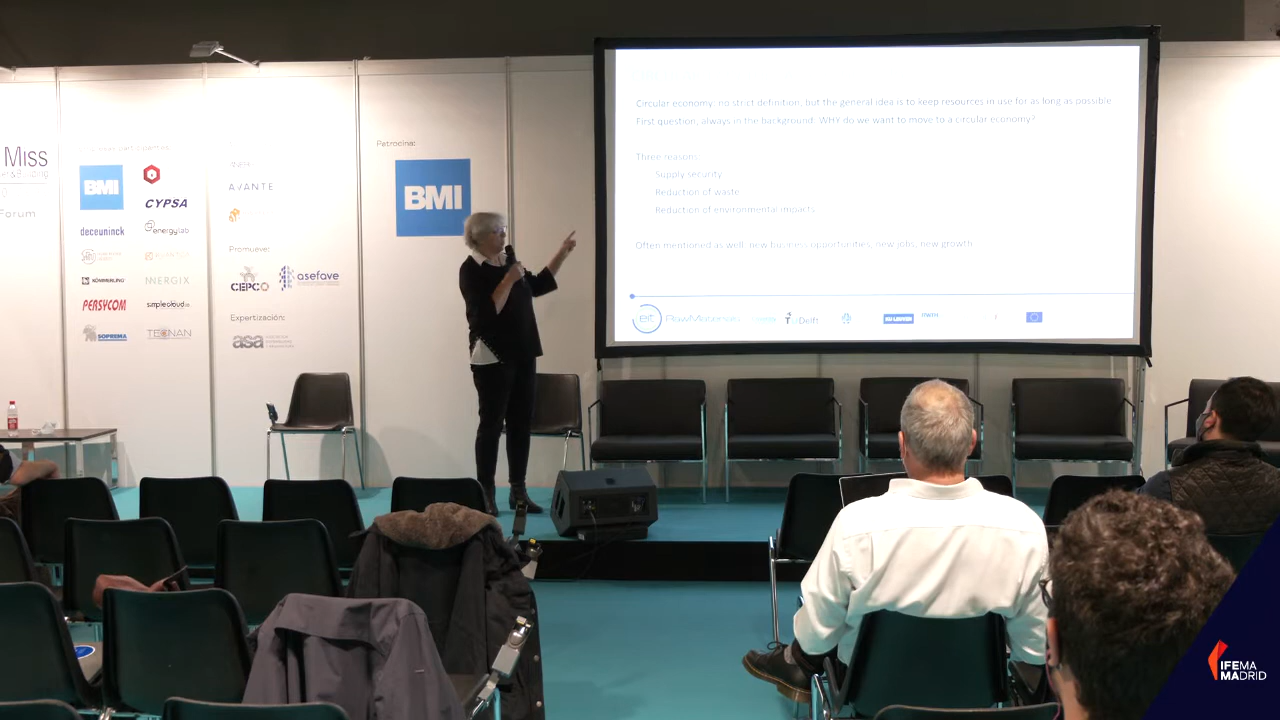 Miss
Forum
BMI
CYPSA
deceuninck
energylab
KÖMMERLING
INERGIX
PERSYCOM
simplecloud
SOPREMA
TECNAN
AVANTE
Promueve:
CEPCO
asefave
Expertización:
asa
Patrocina:
BMI
Circular economy: no strict definition, but the general idea is to keep resources in use for as long as possible
First question, always in the background: WHY do we want to move to a circular economy?
Three reasons:
Supply security
Reduction of waste
Reduction of environmental impacts
Often mentioned as well: new business opportunities, new jobs, new growth
eit RawMaterials
TUDelft
IFEMA
MADRID